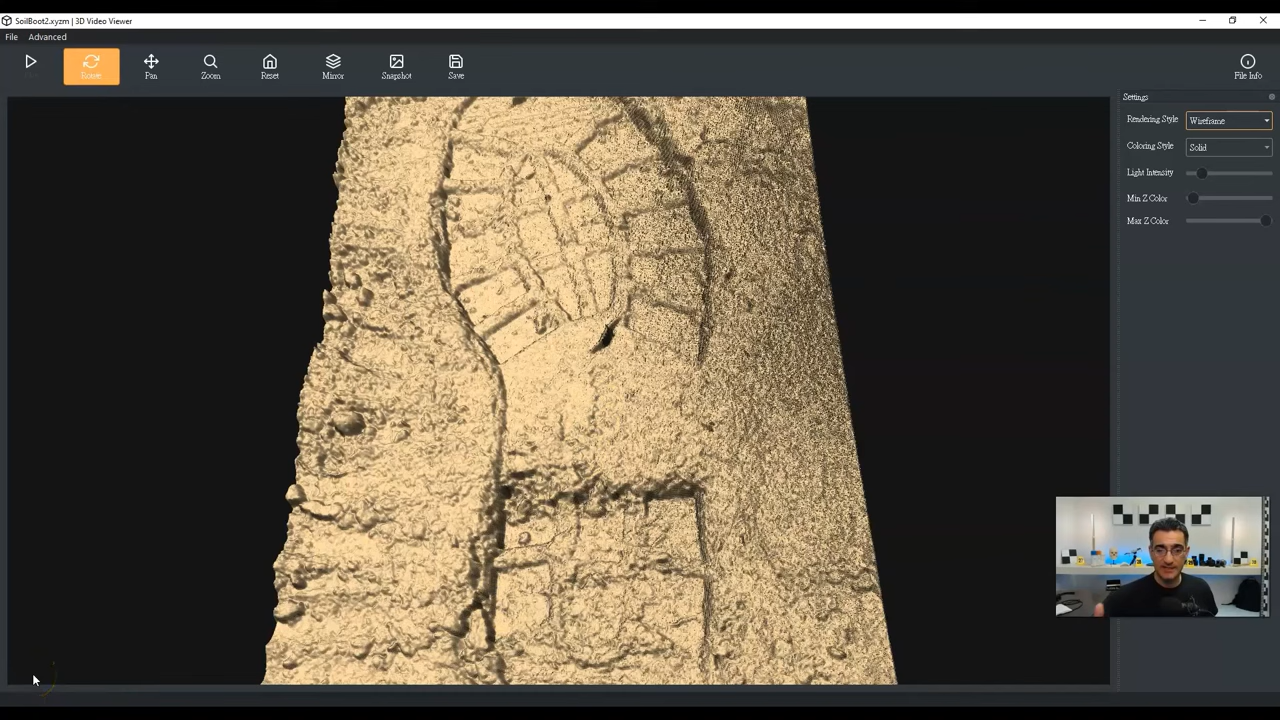 SoilBoot2.xyzm | 3D Video Viewer
File Advanced
Rotate Pan Zoom Reset Mirror Snapshot Save File Info
Settings
Rendering Style Wireframe
Coloring Style Solid
Light Intensity
Min Z Color
Max Z Color